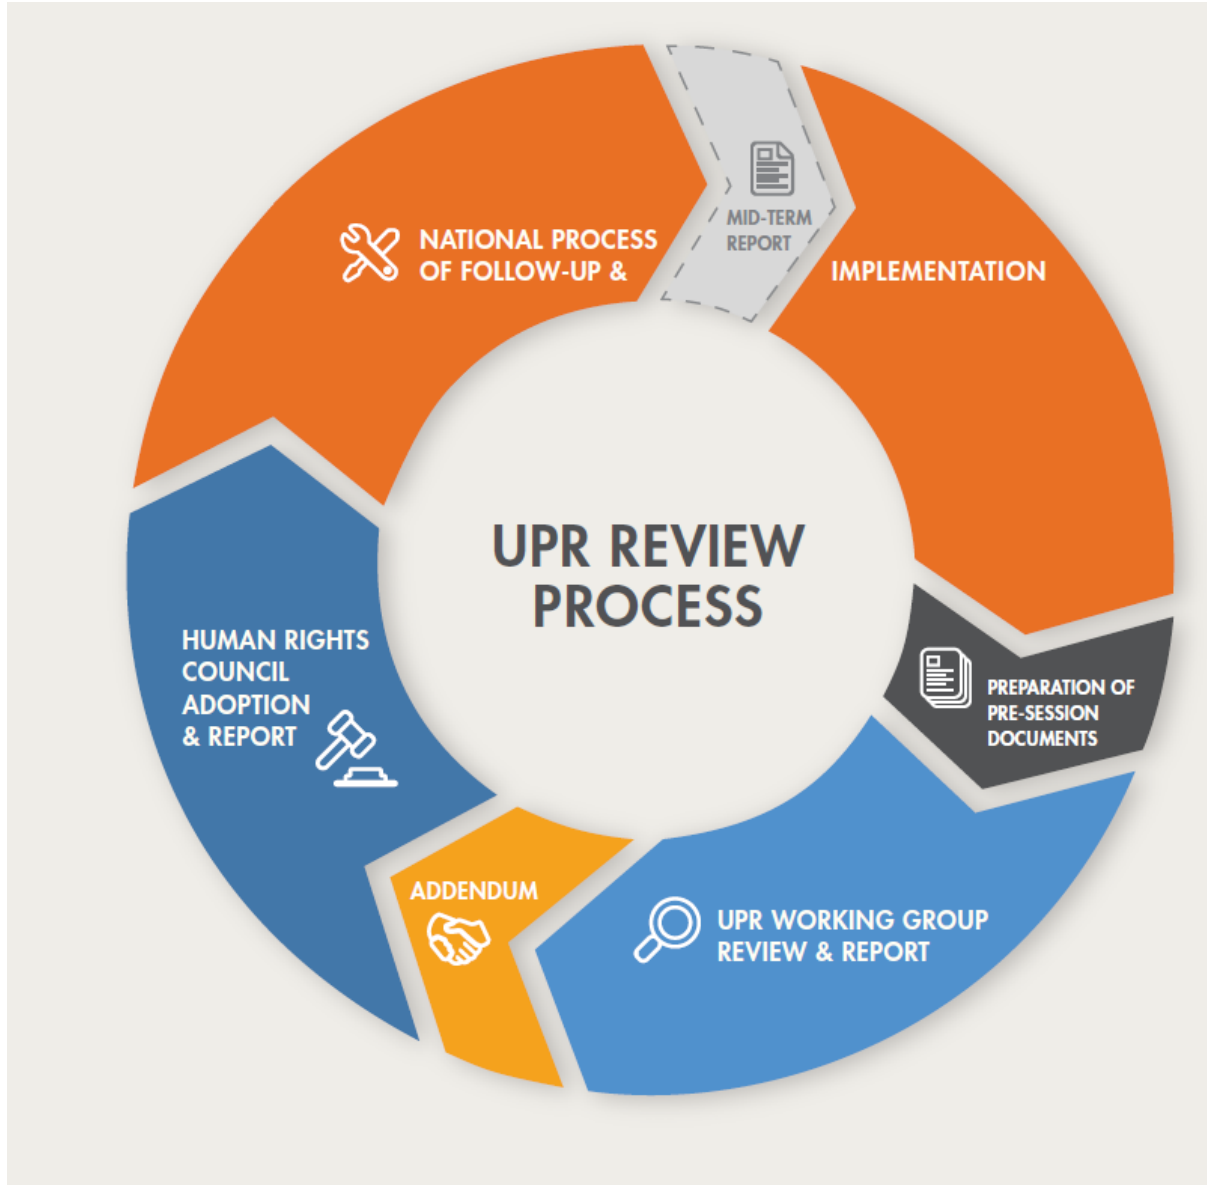 MID-TERM
REPORT
NATIONAL PROCESS
OF FOLLOW-UP &
IMPLEMENTATION
UPR REVIEW
PROCESS
HUMAN RIGHTS
COUNCIL
ADOPTION
& REPORT
PREPARATION OF
PRE-SESSION
DOCUMENTS
ADDENDUM
UPR WORKING GROUP
REVIEW & REPORT